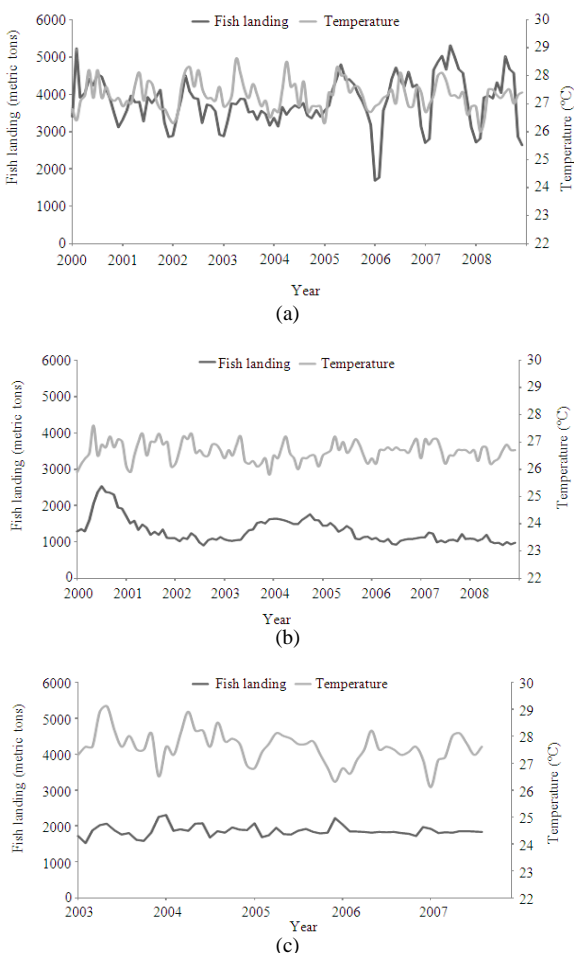 Fish landing Temperature
Fish landing (metric tons)
6000
5000
4000
3000
2000
1000
0
30
29
28
27
26
25
24
23
22
Temperature (°C)
2000 2001 2002 2003 2004 2005 2006 2007 2008
Year
(a)
Fish landing Temperature
Fish landing (metric tons)
6000
5000
4000
3000
2000
1000
0
30
29
28
27
26
25
24
23
22
Temperature (°C)
2000 2001 2002 2003 2004 2005 2006 2007 2008
Year
(b)
Fish landing Temperature
Fish landing (metric tons)
6000
5000
4000
3000
2000
1000
0
30
29
28
27
26
25
24
23
22
Temperature (°C)
2003 2004 2005 2006 2007
Year
(c)